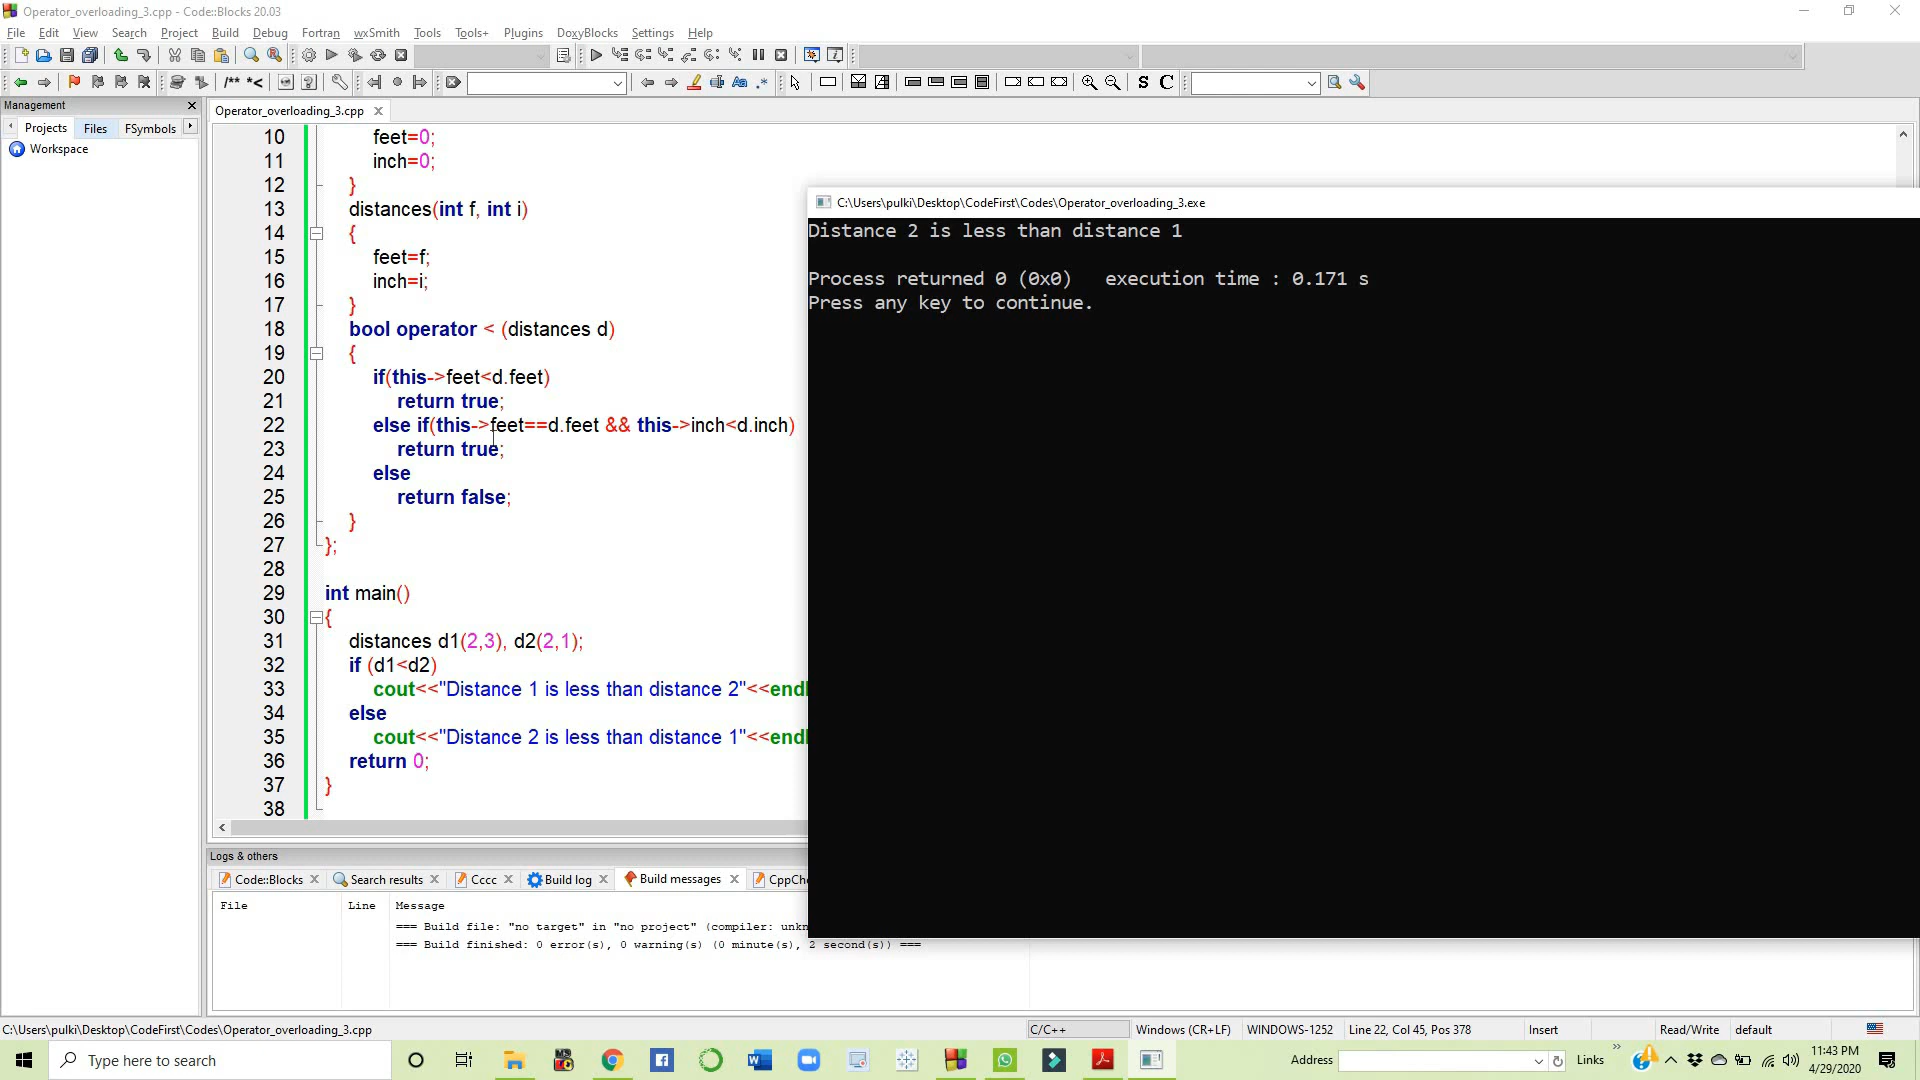 Operator_overloading_3.cpp - Code::Blocks 20.03
File Edit View Search Project Build Debug Fortran wxSmith Tools Tools+ Plugins DoxyBlocks Settings Help
/** *< Aa .* S C
Management
Operator_overloading_3.cpp
Projects Files FSymbols
Workspace
10 feet=0;
11 inch=0;
12 }
13 distances(int f, int i)
14 {
15 feet=f;
16 inch=i;
17 }
18 bool operator < (distances d)
19 {
20 if(this->feet<d.feet)
21 return true;
22 else if(this->feet==d.feet && this->inch<d.inch)
23 return true;
24 else
25 return false;
26 }
27 };
28
29 int main()
30 {
31 distances d1(2,3), d2(2,1);
32 if (d1<d2)
33 cout<<"Distance 1 is less than distance 2"<<endl
34 else
35 cout<<"Distance 2 is less than distance 1"<<endl
36 return 0;
37 }
38
C:\Users\pulki\Desktop\CodeFirst\Codes\Operator_overloading_3.exe
Distance 2 is less than distance 1
Process returned 0 (0x0) execution time : 0.171 s
Press any key to continue.
Logs & others
Code::Blocks Search results Cccc Build log Build messages CppChe
File Line Message
=== Build file: "no target" in "no project" (compiler: unkn
=== Build finished: 0 error(s), 0 warning(s) (0 minute(s), 2 second(s)) ===
C:\Users\pulki\Desktop\CodeFirst\Codes\Operator_overloading_3.cpp C/C++ Windows (CR+LF) WINDOWS-1252 Line 22, Col 45, Pos 378 Insert Read/Write default
Type here to search
Address Links
11:43 PM
4/29/2020